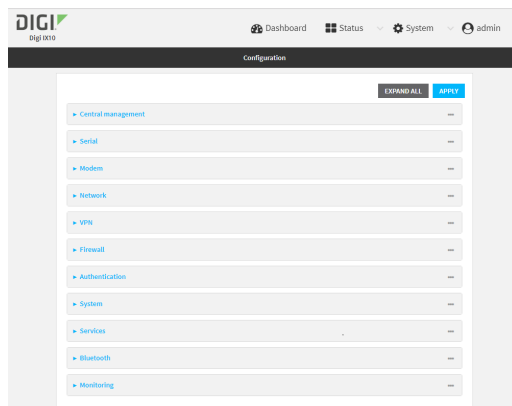 DIGI
Digi IX10
Dashboard Status System admin
Configuration
EXPAND ALL APPLY
Central management
Serial
Modem
Network
VPN
Firewall
Authentication
System
Services
Bluetooth
Monitoring